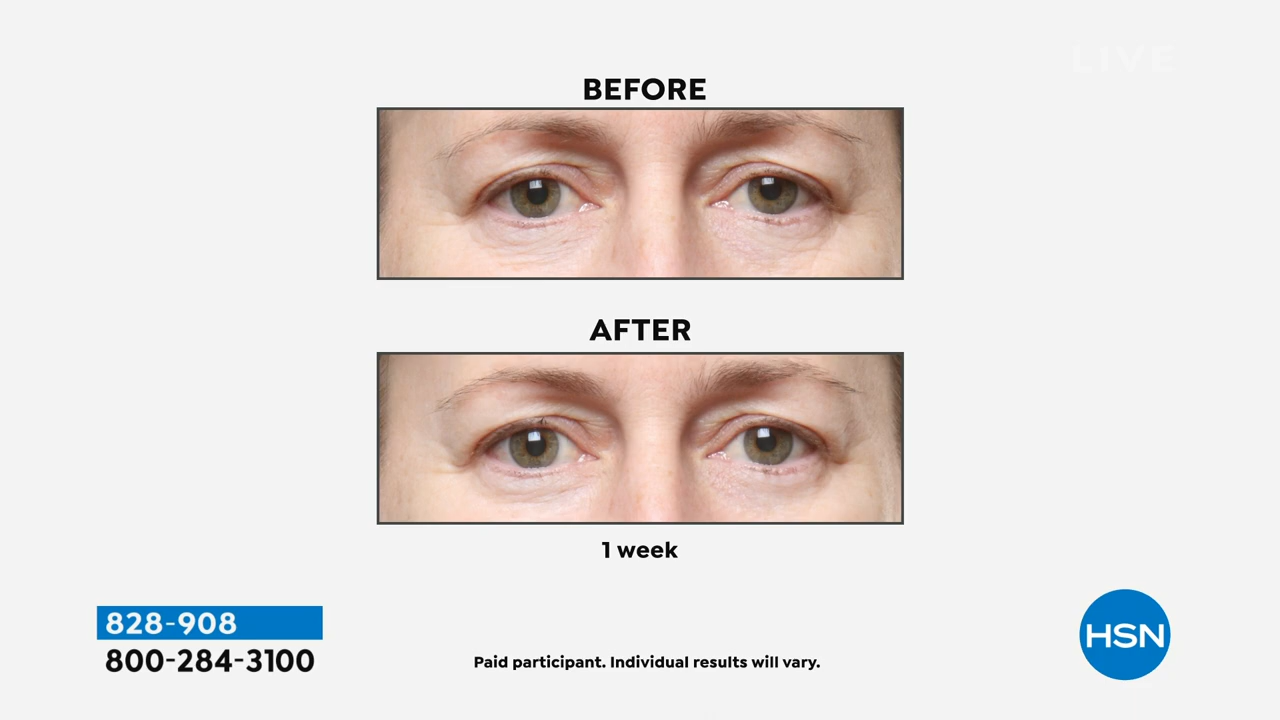 LIVE
BEFORE
AFTER
1 week
828-908
800-284-3100
Paid participant. Individual results will vary.
HSN